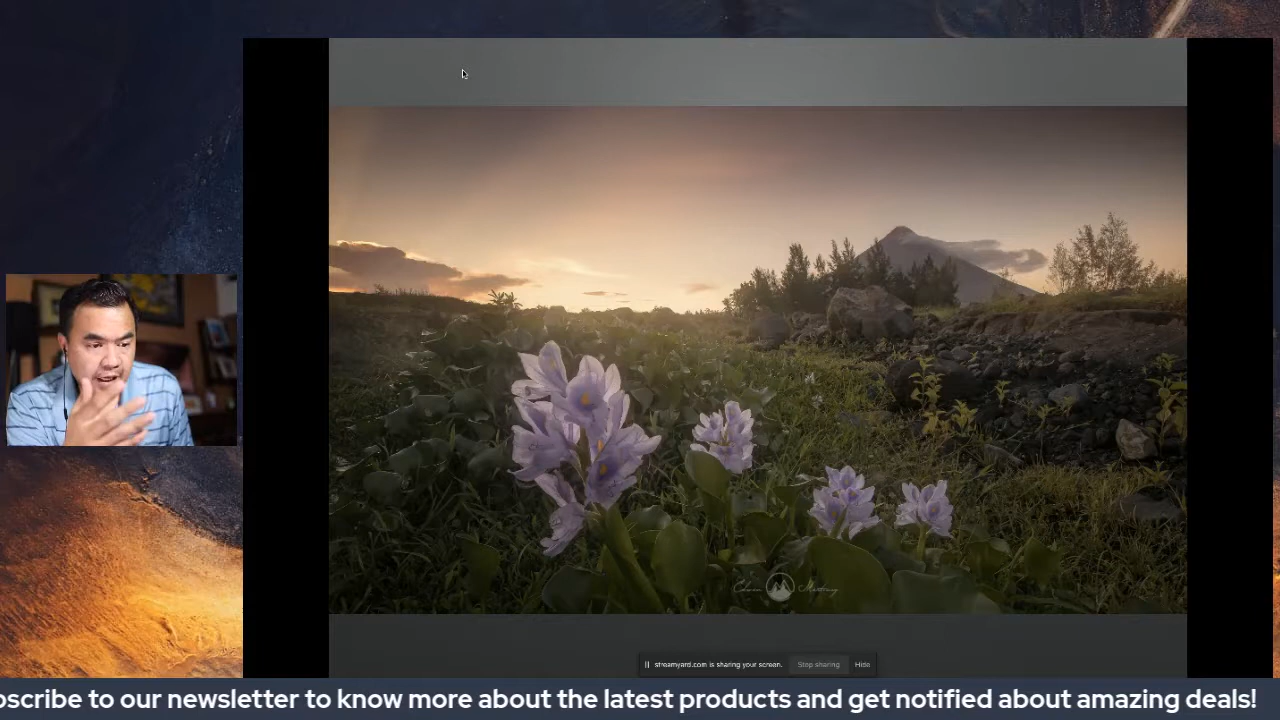 streamyard.com is sharing your screen. Stop sharing Hide
bscribe to our newsletter to know more about the latest products and get notified about amazing deals!